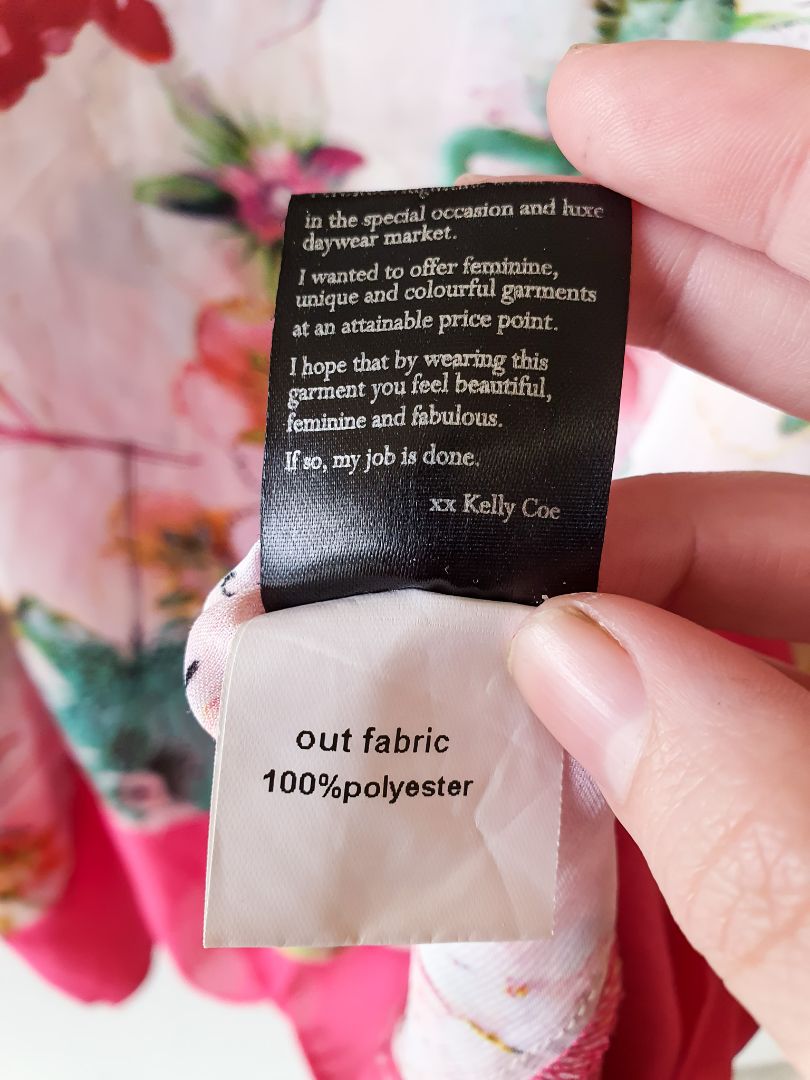 in the special occasion and luxe
daywear market.
I wanted to offer feminine,
unique and colourful garments
at an attainable price point.
I hope that by wearing this
garment you feel beautiful,
feminine and fabulous.
If so, my job is done.
xx Kelly Coe
out fabric
100%polyester